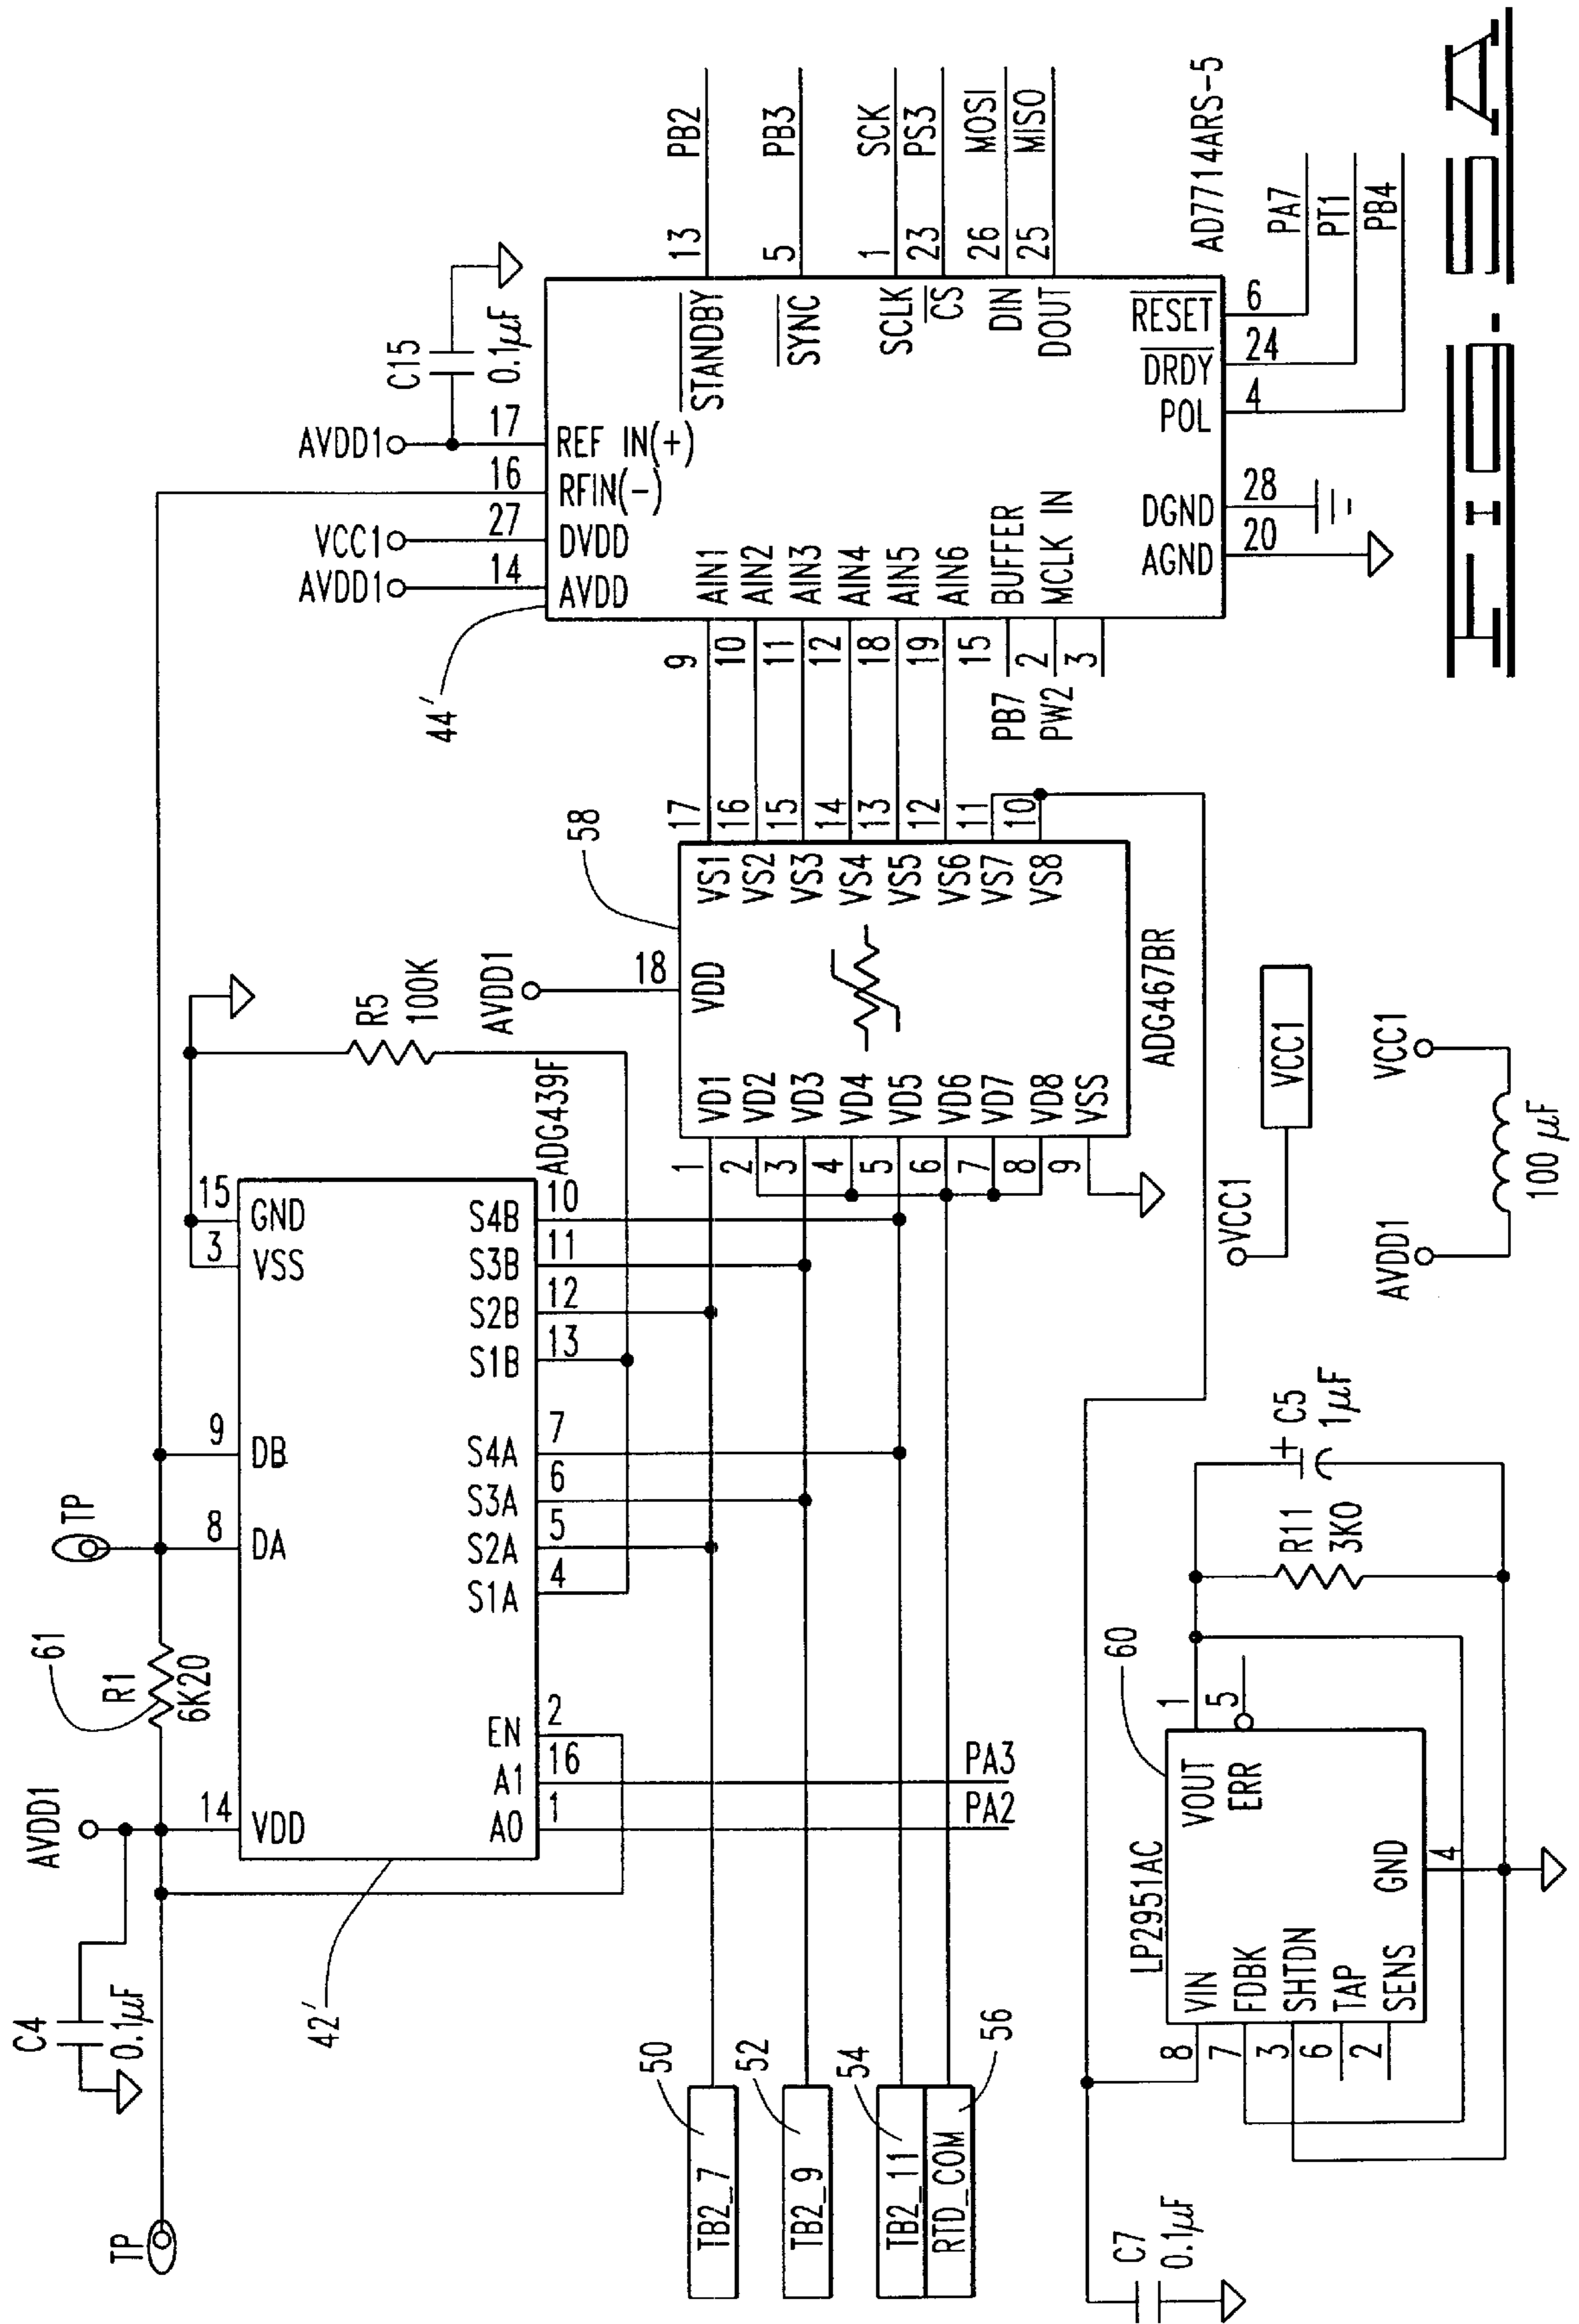 C4
0.1µF
AVDD1
TP
R1
6K20
61
TP
14
8
9
3
15
VDD
DA
DB
VSS
GND
42'
A0
A1
EN
S1A
S2A
S3A
S4A
S1B
S2B
S3B
S4B
1
16
2
4
5
6
7
13
12
11
10
ADG439F
PA2
PA3
R5
100K
50
TB2_7
52
TB2_9
54
TB2_11
RTD_COM
56
AVDD1
18
58
VDD
1
2
3
4
5
6
7
8
9
VD1
VD2
VD3
VD4
VD5
VD6
VD7
VD8
VSS
VS1
VS2
VS3
VS4
VS5
VS6
VS7
VS8
17
16
15
14
13
12
11
10
ADG467BR
44'
AVDD1
VCC1
AVDD1
C15
0.1µF
14
27
16
17
AVDD
DVDD
RFIN(-)
REF IN(+)
9
10
11
12
18
19
15
2
3
PB7
PW2
AIN1
AIN2
AIN3
AIN4
AIN5
AIN6
BUFFER
MCLK IN
STANDBY
SYNC
SCLK
CS
DIN
DOUT
13
5
1
23
26
25
PB2
PB3
SCK
PS3
MOSI
MISO
AGND
DGND
POL
DRDY
RESET
20
28
4
24
6
AD7714ARS-5
PA7
PT1
PB4
C7
0.1µF
LP2951AC
60
8
7
3
6
2
VIN
FDBK
SHTDN
TAP
SENS
VOUT
ERR
GND
1
5
4
R11
3K0
C5
+
1µF
VCC1
VCC1
AVDD1
VCC1
100 µF
FIG. 10A